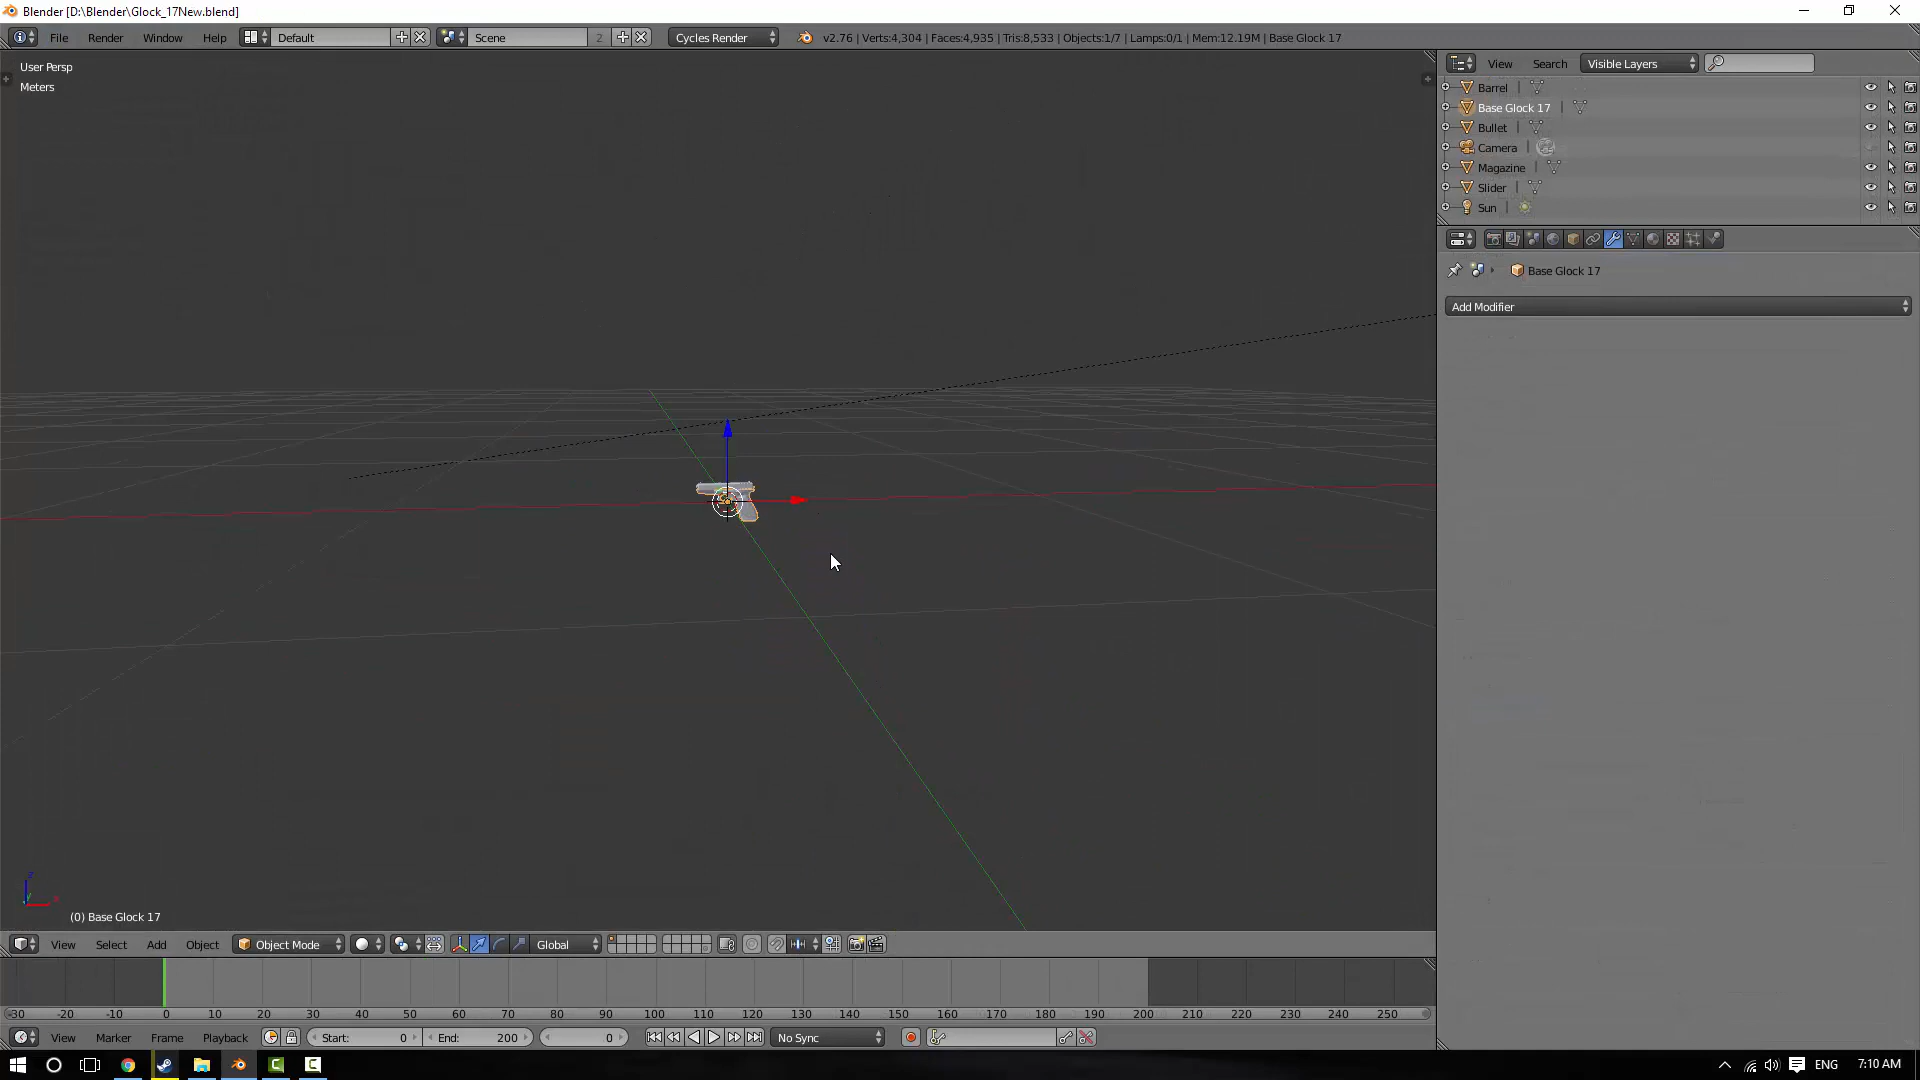 Blender [D:\Blender\Glock_17New.blend]
File Render Window Help Default Scene 2 Cycles Render v2.76 | Verts:4,304 | Faces:4,935 | Tris:8,533 | Objects:1/7 | Lamps:0/1 | Mem:12.19M | Base Glock 17
User Persp
Meters
View Search Visible Layers
Barrel
Base Glock 17
Bullet
Camera
Magazine
Slider
Sun
Base Glock 17
Add Modifier
z
x
(0) Base Glock 17
View Select Add Object Object Mode Global
-30 -20 -10 0 10 20 30 40 50 60 70 80 90 100 110 120 130 140 150 160 170 180 190 200 210 220 230 240 250
View Marker Frame Playback Start: 0 End: 200 0 No Sync
ENG 7:10 AM